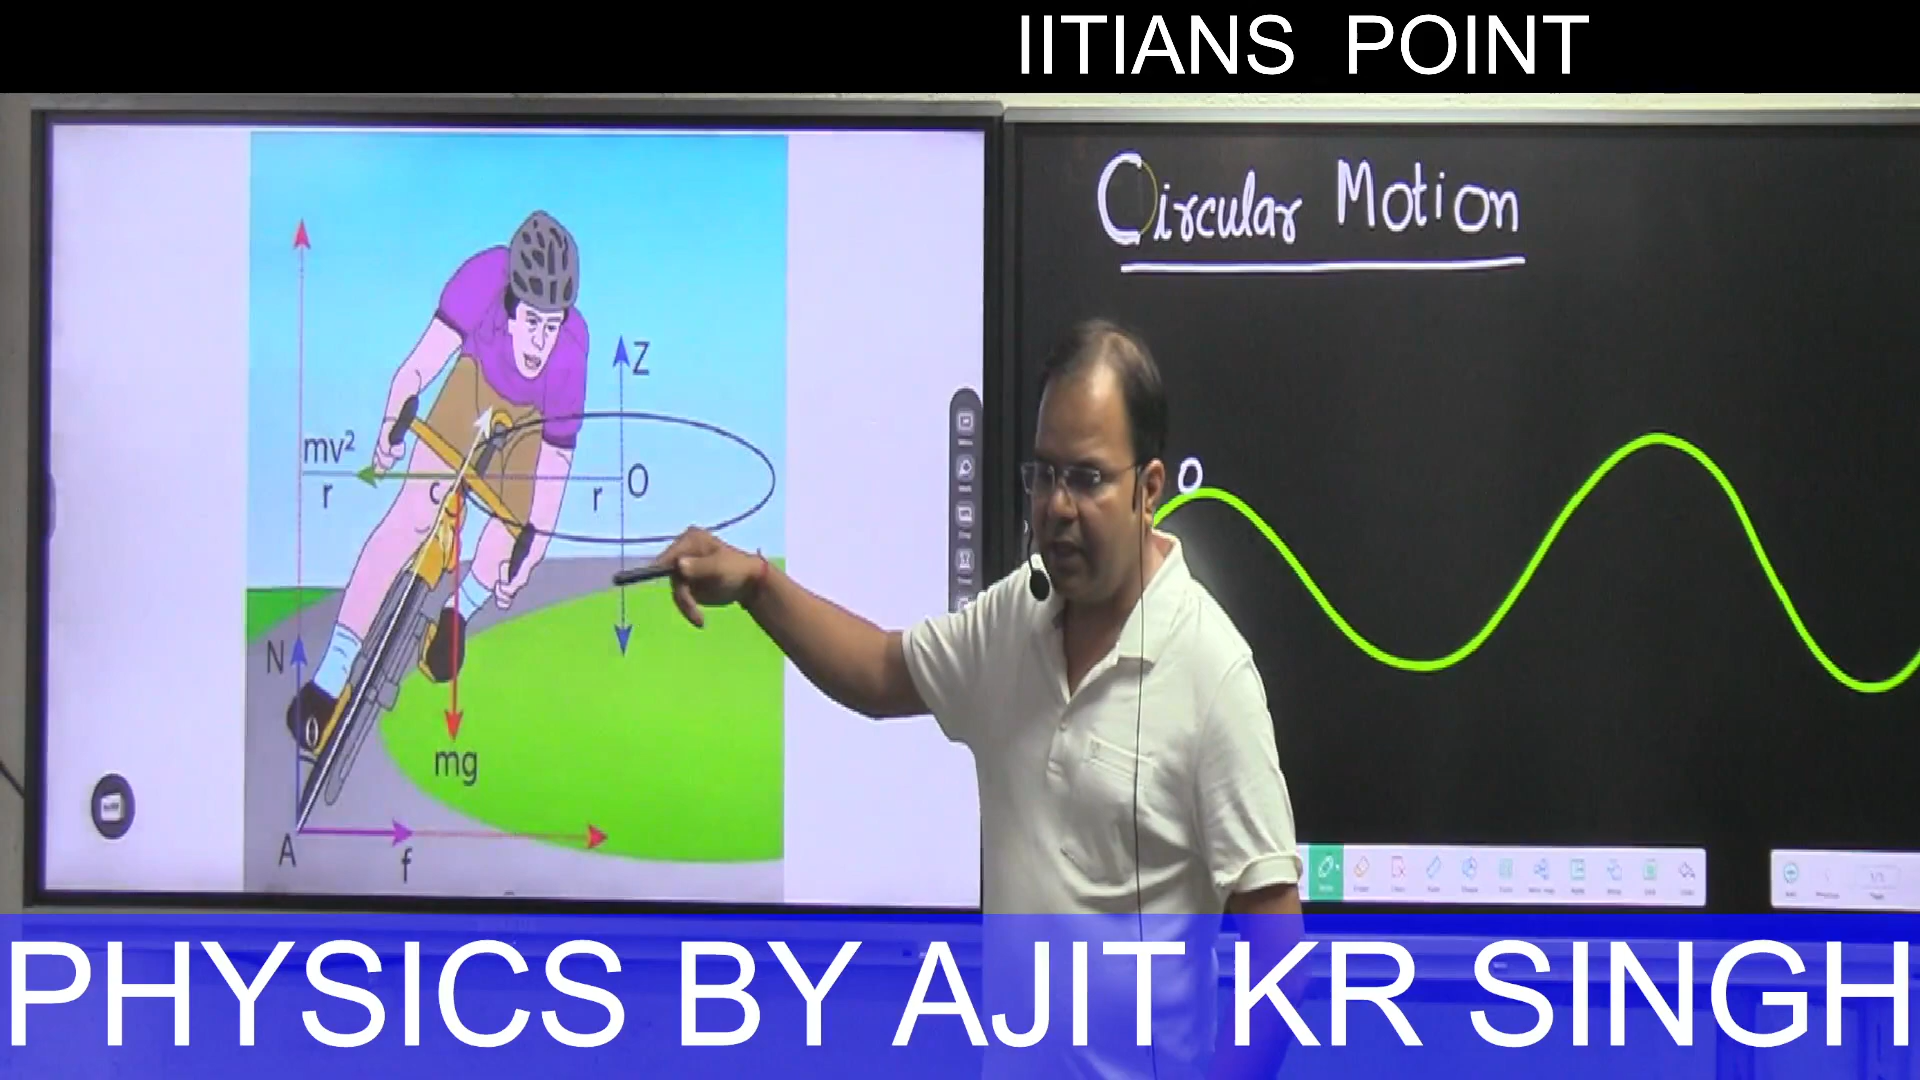 IITIANS POINT
Circular Motion
Z
mv²
r
c
r
O
O
N
mg
A
f
PHYSICS BY AJIT KR SINGH